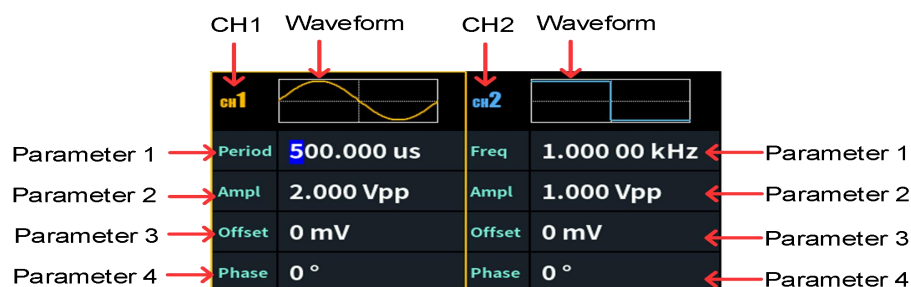 CH1 Waveform CH2 Waveform
CH1 CH2
Parameter 1 Period 500.000 us Freq 1.000 00 kHz Parameter 1
Parameter 2 Ampl 2.000 Vpp Ampl 1.000 Vpp Parameter 2
Parameter 3 Offset 0 mV Offset 0 mV Parameter 3
Parameter 4 Phase 0 ° Phase 0 ° Parameter 4